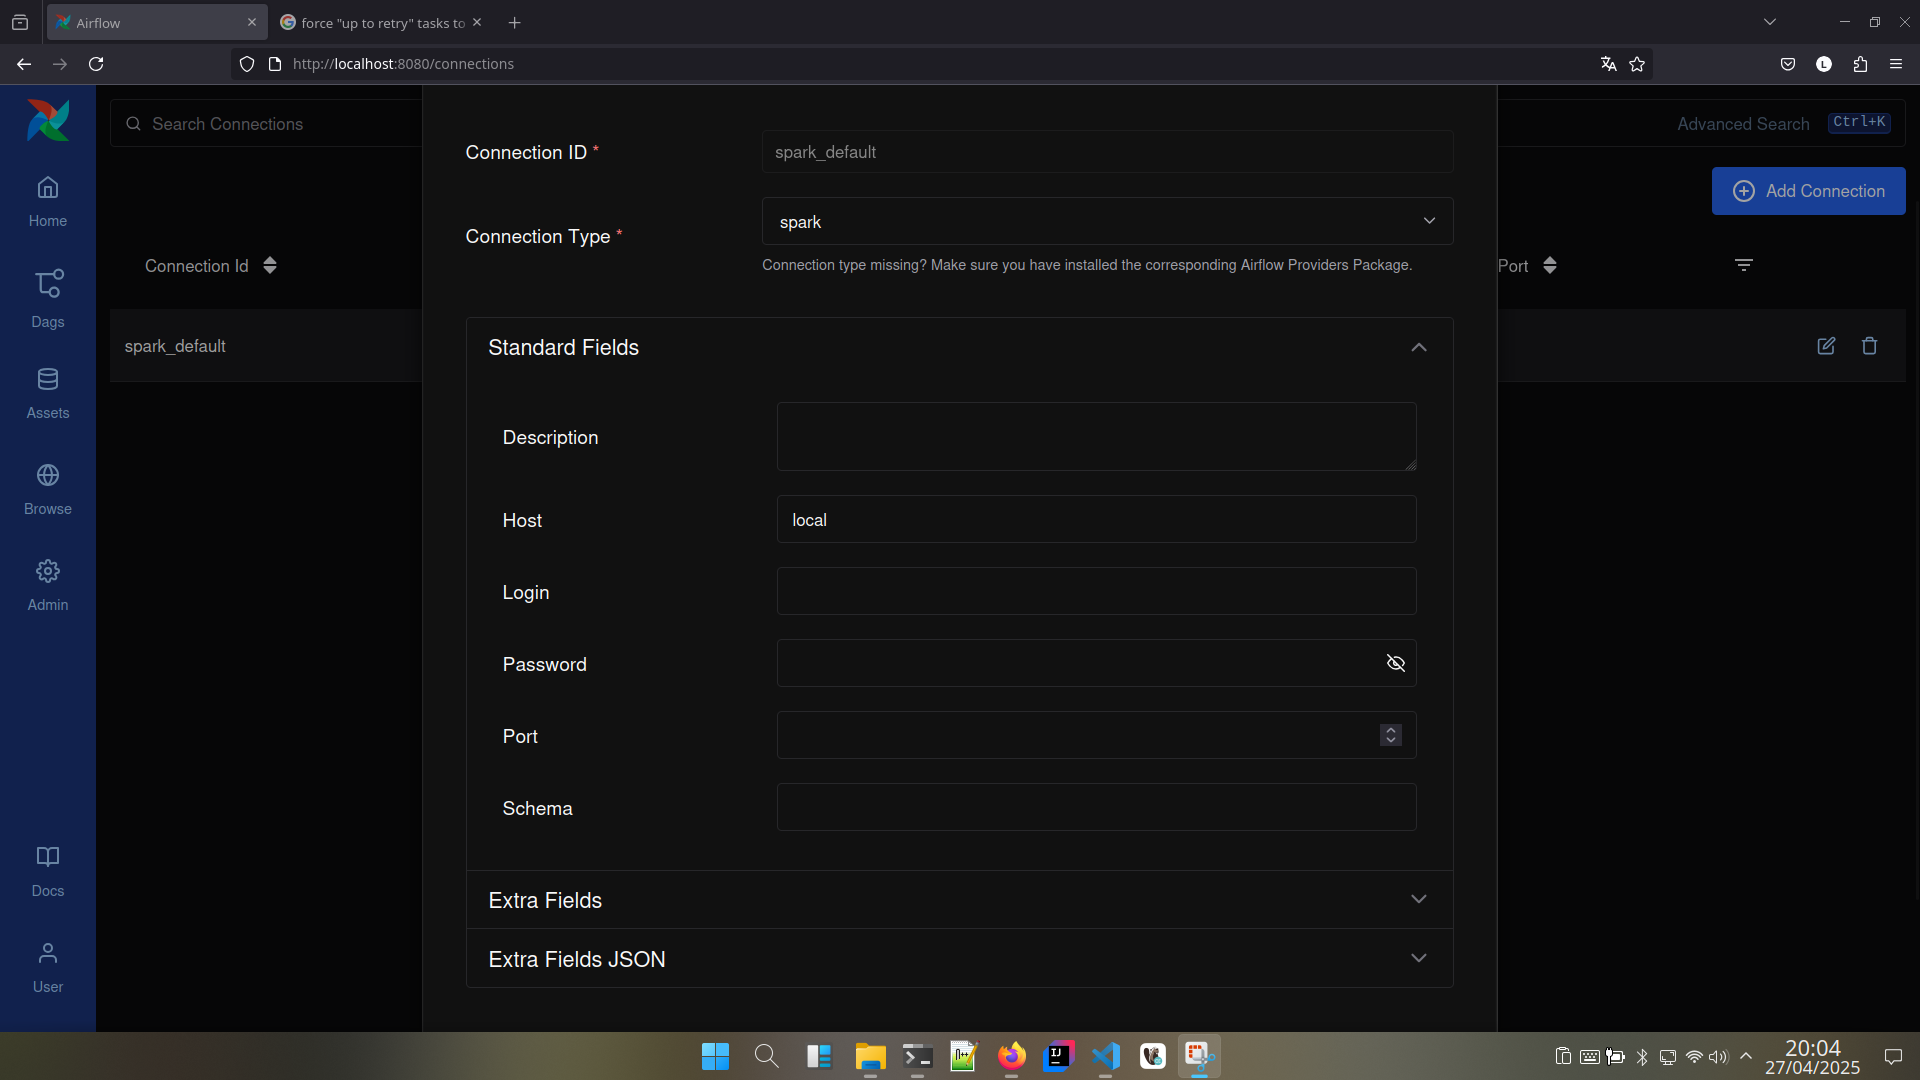 Airflow
force "up to retry" tasks to
http://localhost:8080/connections
L
Search Connections
Advanced Search
Ctrl+K
Add Connection
Home
Dags
Assets
Browse
Admin
Docs
User
Connection Id
Port
spark_default
Connection ID *
spark_default
Connection Type *
spark
Connection type missing? Make sure you have installed the corresponding Airflow Providers Package.
Standard Fields
Description
Host
local
Login
Password
Port
Schema
Extra Fields
Extra Fields JSON
IJ
20:04
27/04/2025